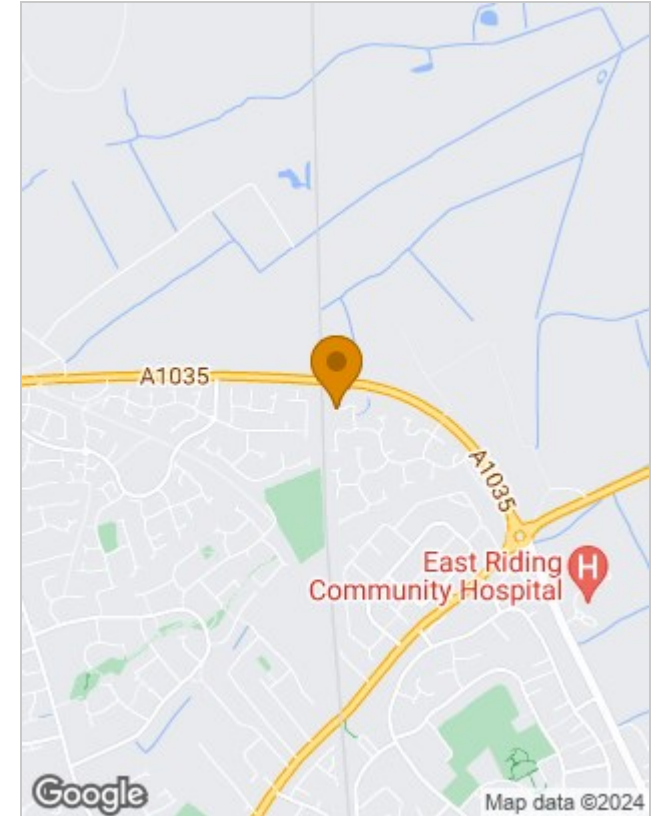 A1035
A1035
East Riding
Community Hospital
H
Google
Map data ©2024